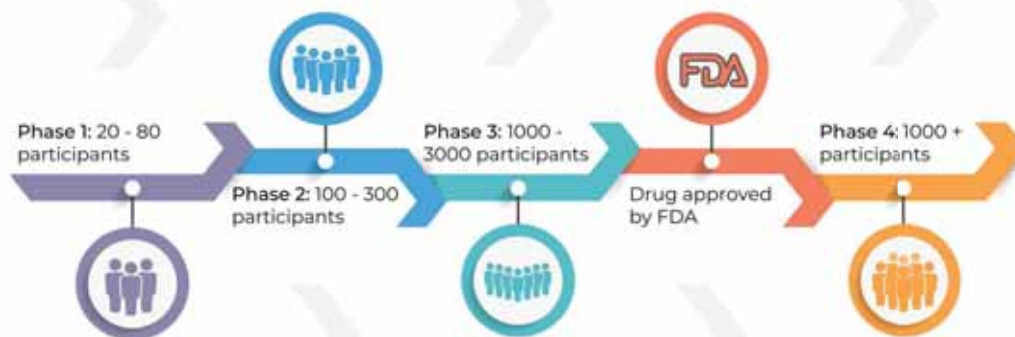 Phase 1: 20 - 80
participants
Phase 2: 100 - 300
participants
Phase 3: 1000 -
3000 participants
FDA
Drug approved
by FDA
Phase 4: 1000 +
participants